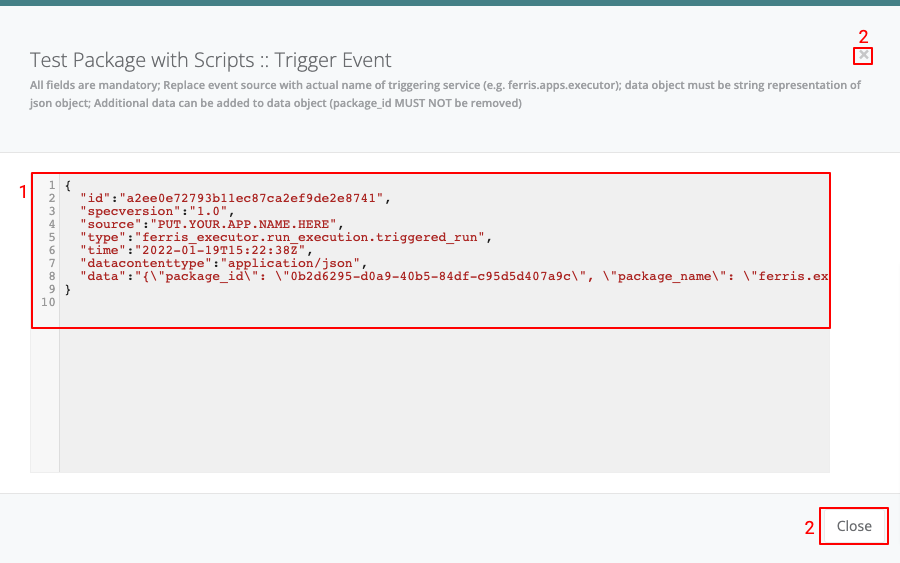 2
Test Package with Scripts :: Trigger Event
×
All fields are mandatory; Replace event source with actual name of triggering service (e.g. ferris.apps.executor); data object must be string representation of
json object; Additional data can be added to data object (package_id MUST NOT be removed)
1
1 {
2 "id":"a2ee0e72793b11ec87ca2ef9de2e8741",
3 "specversion":"1.0",
4 "source":"PUT.YOUR.APP.NAME.HERE",
5 "type":"ferris_executor.run_execution.triggered_run",
6 "time":"2022-01-19T15:22:38Z",
7 "datacontenttype":"application/json",
8 "data":"{\"package_id\": \"0b2d6295-d0a9-40b5-84df-c95d5d407a9c\", \"package_name\": \"ferris.ex
9 }
10
2 Close